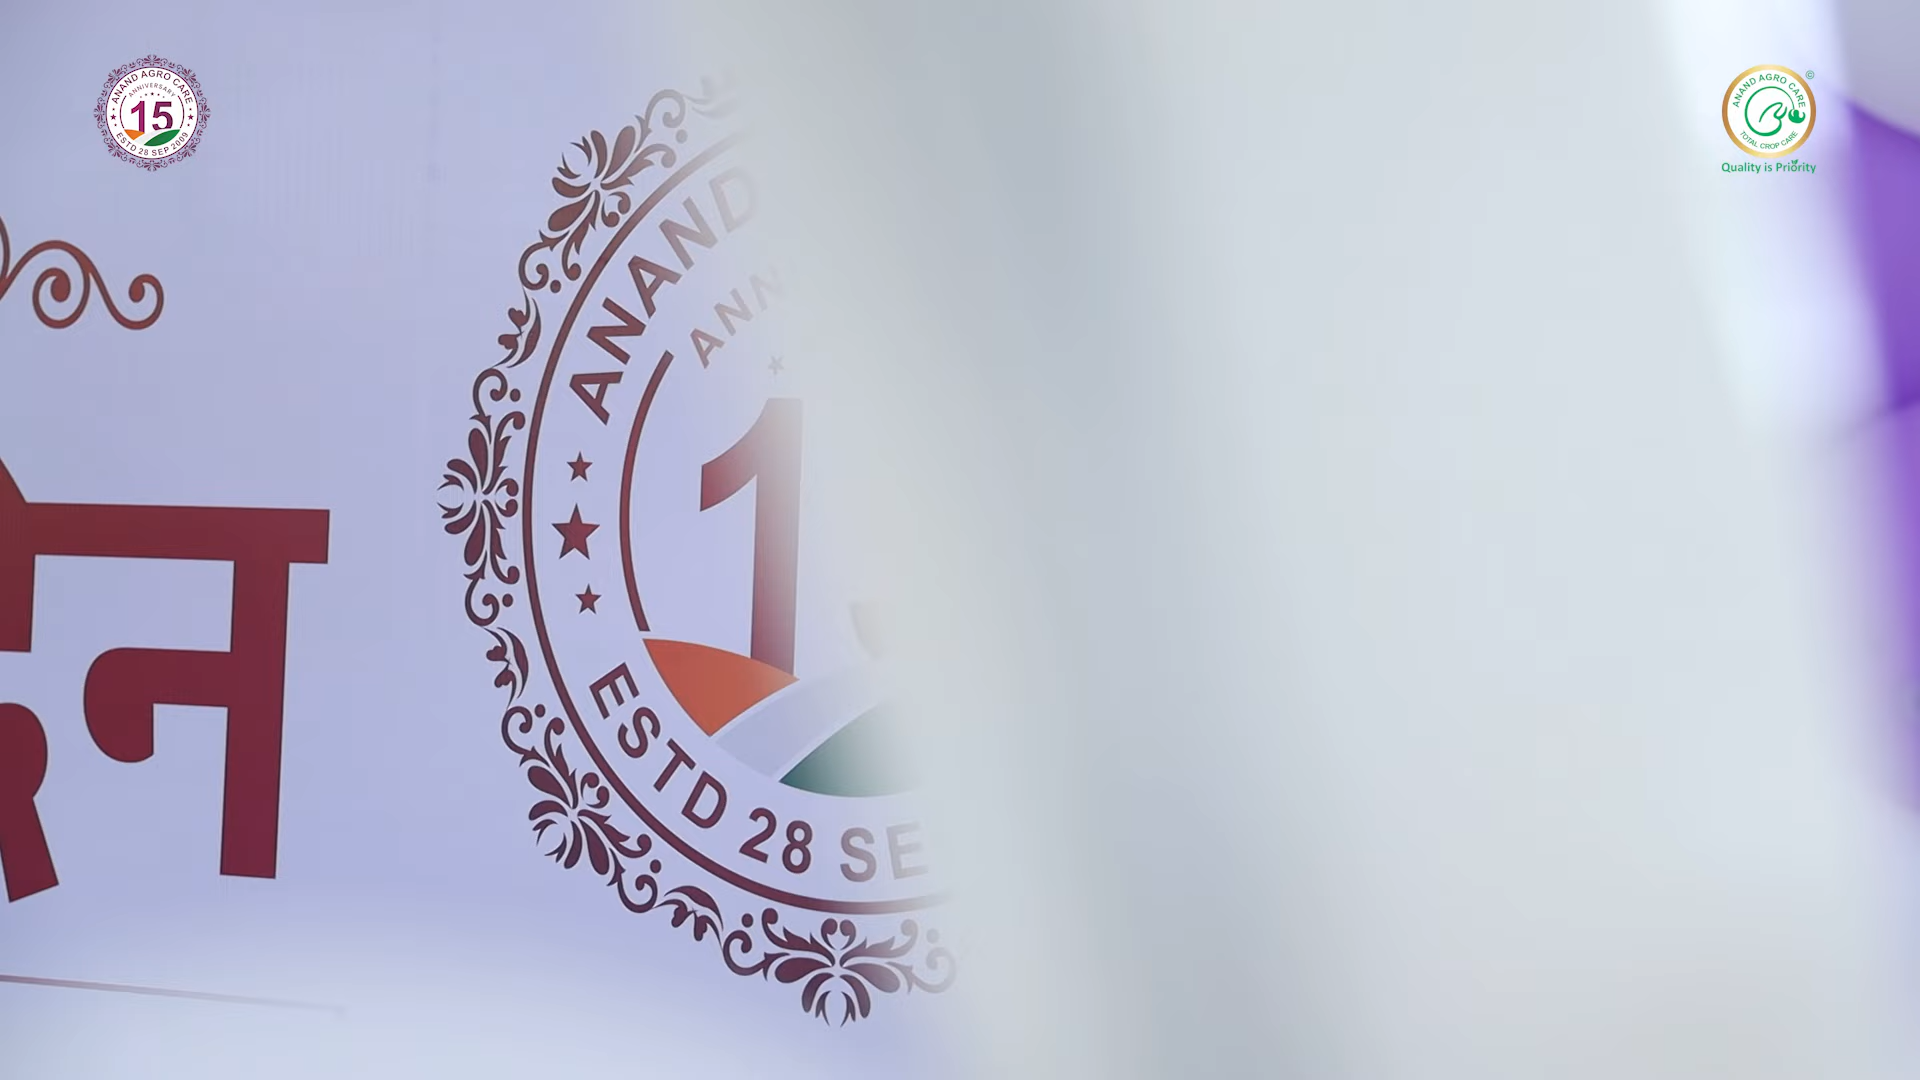 ANAND AGRO CARE
ANNIVERSARY
15
ESTD 28 SEP 2009
ANAND AGRO CARE
©
TOTAL CROP CARE
Quality is Priority
ANAND
ANN
1
ESTD 28 SE